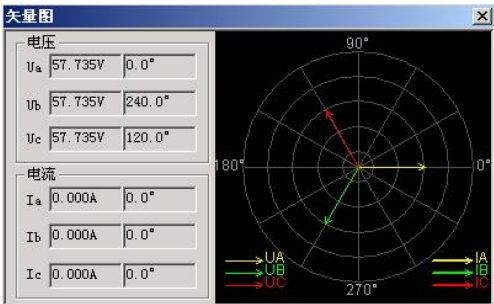 矢量图
电压
Ua 57.735V 0.0°
Ub 57.735V 240.0°
Uc 57.735V 120.0°
电流
Ia 0.000A 0.0°
Ib 0.000A 0.0°
Ic 0.000A 0.0°
90°
180°
0°
270°
UA
UB
UC
IA
IB
IC